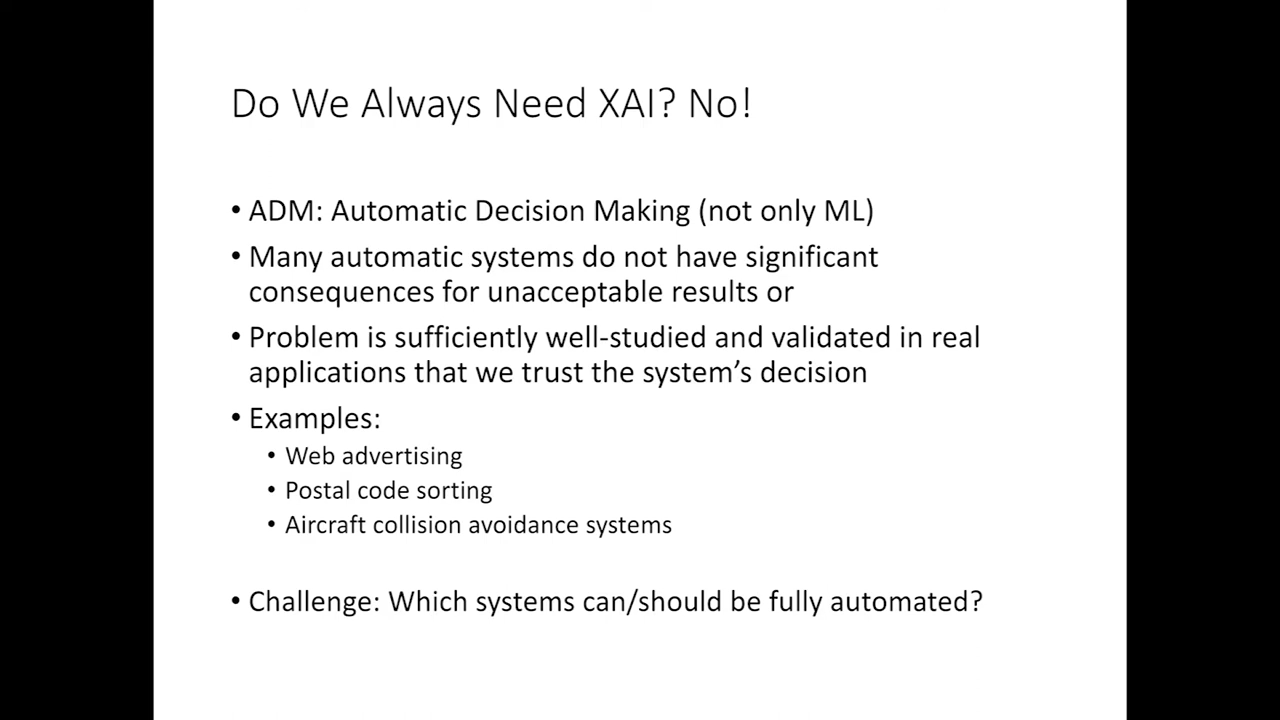 Do We Always Need XAI? No!
• ADM: Automatic Decision Making (not only ML)
• Many automatic systems do not have significant
consequences for unacceptable results or
• Problem is sufficiently well-studied and validated in real
applications that we trust the system’s decision
• Examples:
• Web advertising
• Postal code sorting
• Aircraft collision avoidance systems
• Challenge: Which systems can/should be fully automated?